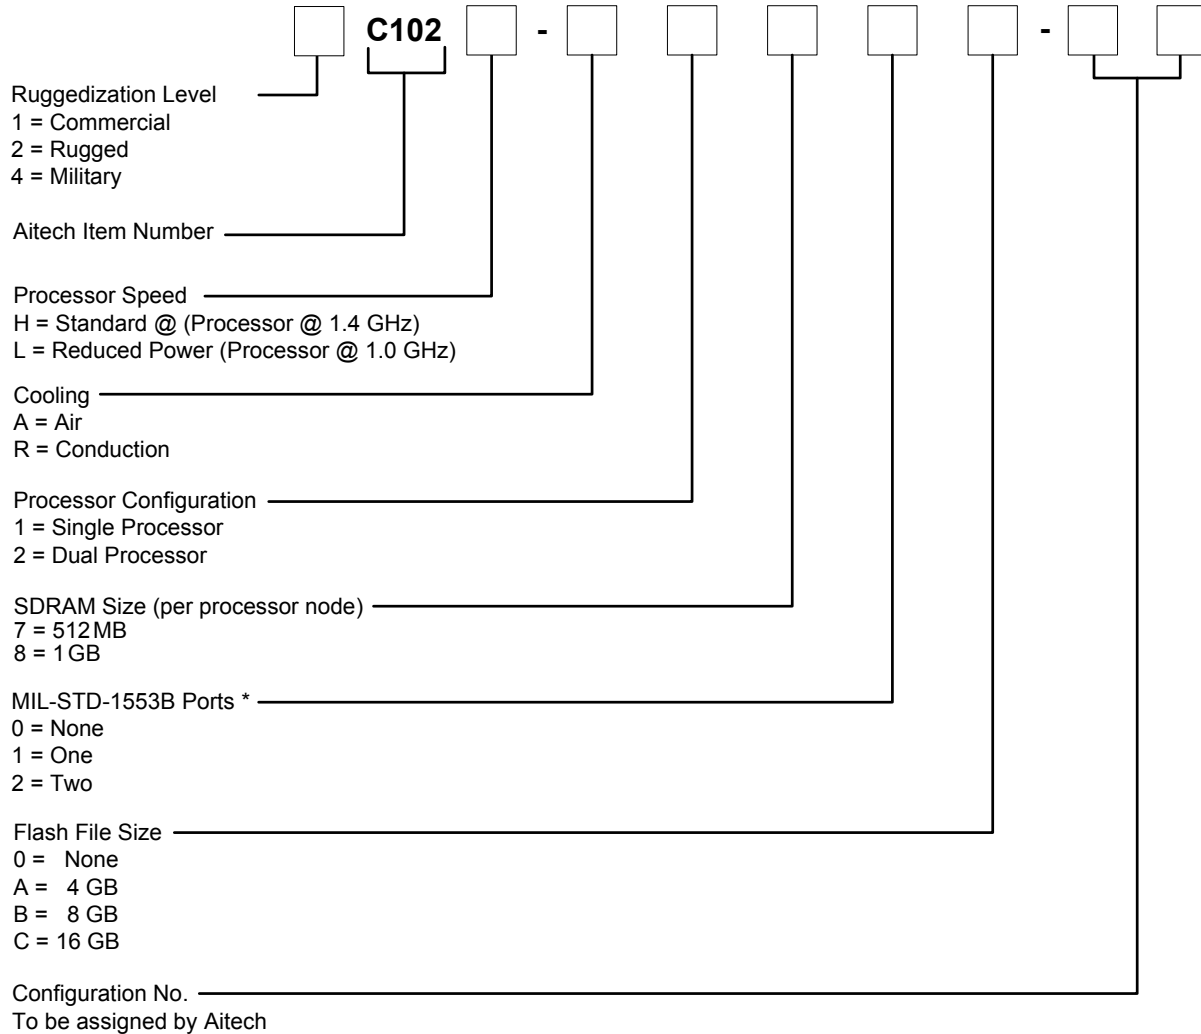 C102 - -
Ruggedization Level
1 = Commercial
2 = Rugged
4 = Military
Aitech Item Number
Processor Speed
H = Standard @ (Processor @ 1.4 GHz)
L = Reduced Power (Processor @ 1.0 GHz)
Cooling
A = Air
R = Conduction
Processor Configuration
1 = Single Processor
2 = Dual Processor
SDRAM Size (per processor node)
7 = 512 MB
8 = 1 GB
MIL-STD-1553B Ports *
0 = None
1 = One
2 = Two
Flash File Size
0 = None
A = 4 GB
B = 8 GB
C = 16 GB
Configuration No.
To be assigned by Aitech